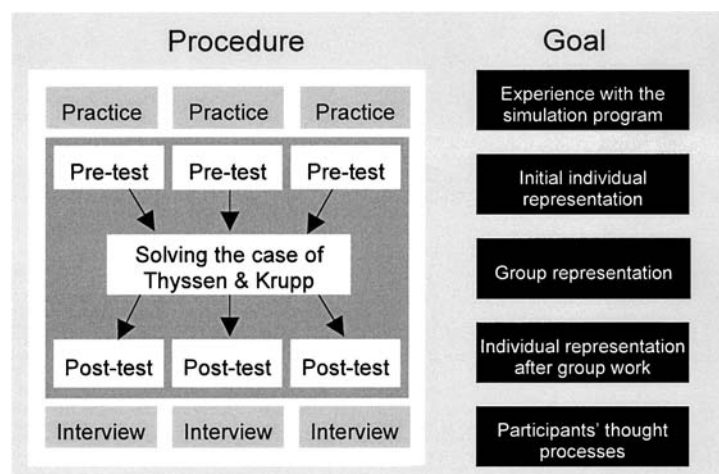 Procedure
Goal
Practice Practice Practice
Experience with the
simulation program
Pre-test Pre-test Pre-test
Initial individual
representation
Solving the case of
Thyssen & Krupp
Group representation
Post-test Post-test Post-test
Individual representation
after group work
Interview Interview Interview
Participants' thought
processes